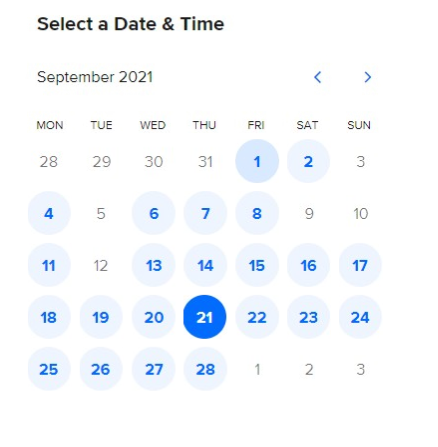 Select a Date & Time
September 2021
MON TUE WED THU FRI SAT SUN
28 29 30 31 1 2 3
4 5 6 7 8 9 10
11 12 13 14 15 16 17
18 19 20 21 22 23 24
25 26 27 28 1 2 3